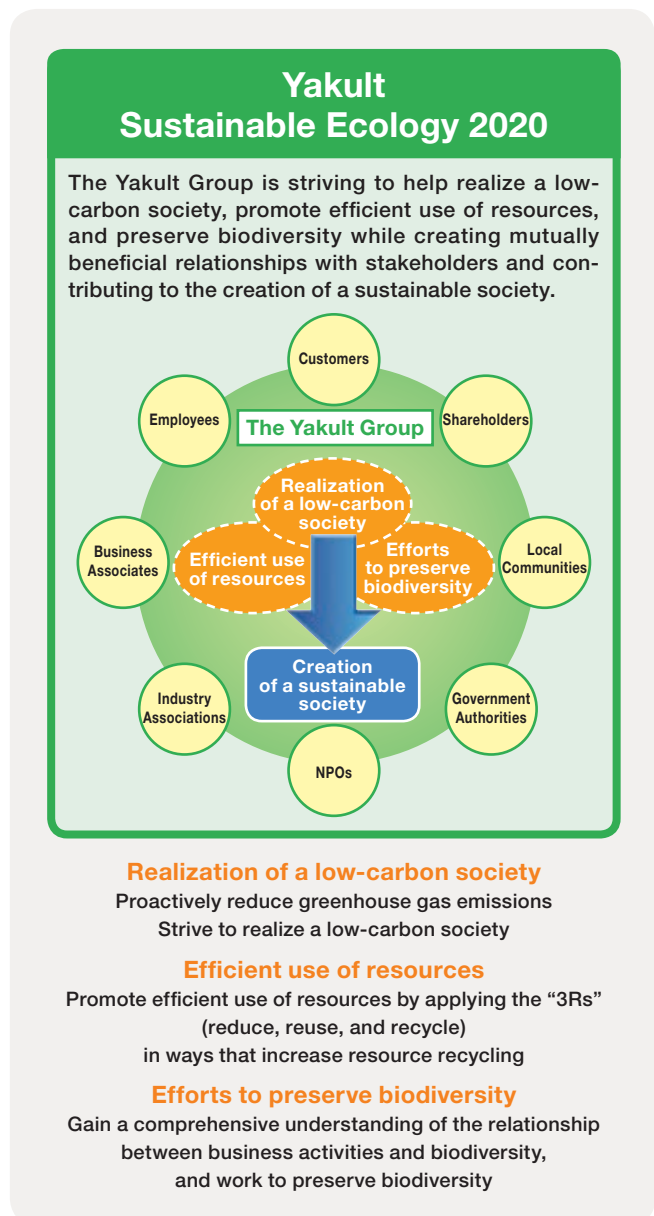 Yakult
Sustainable Ecology 2020
The Yakult Group is striving to help realize a low-
carbon society, promote efficient use of resources,
and preserve biodiversity while creating mutually
beneficial relationships with stakeholders and con-
tributing to the creation of a sustainable society.
Customers
Employees
The Yakult Group
Shareholders
Realization
of a low-carbon
society
Business
Associates
Efficient use
of resources
Efforts
to preserve
biodiversity
Local
Communities
Creation
of a sustainable
society
Industry
Associations
Government
Authorities
NPOs
Realization of a low-carbon society
Proactively reduce greenhouse gas emissions
Strive to realize a low-carbon society
Efficient use of resources
Promote efficient use of resources by applying the “3Rs”
(reduce, reuse, and recycle)
in ways that increase resource recycling
Efforts to preserve biodiversity
Gain a comprehensive understanding of the relationship
between business activities and biodiversity,
and work to preserve biodiversity